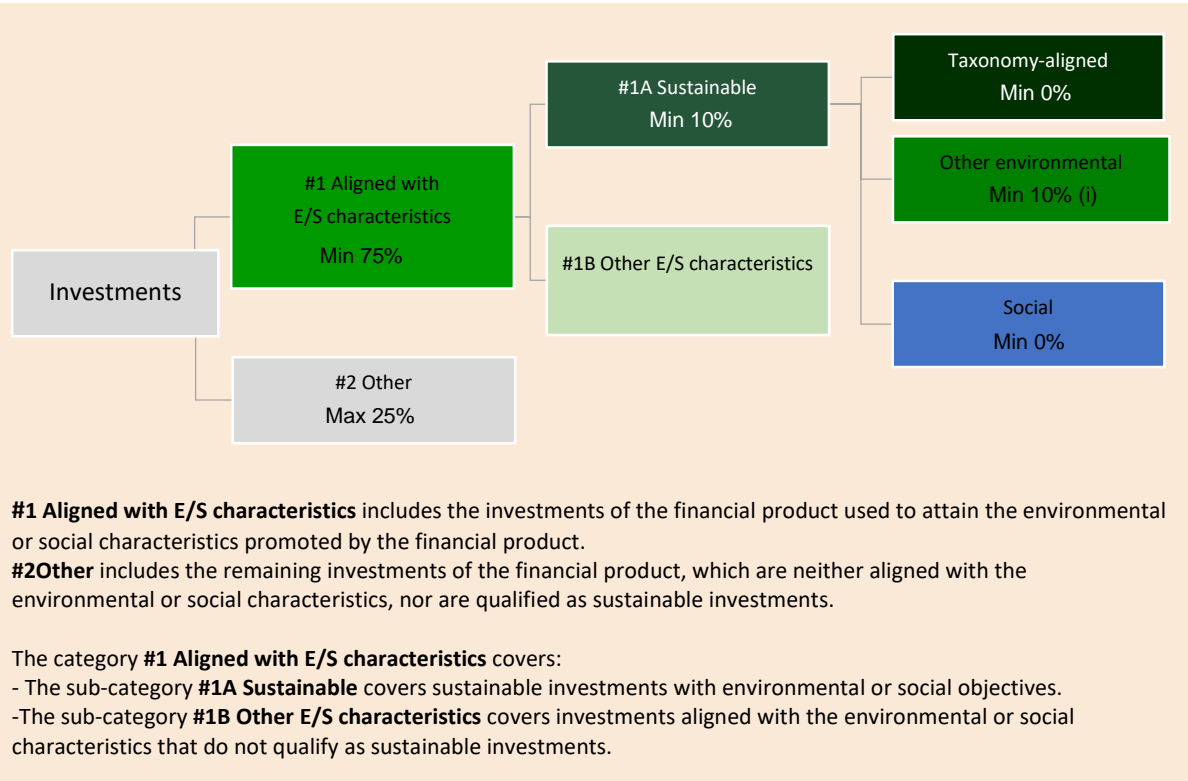 Investments
#1 Aligned with
E/S characteristics
Min 75%
#2 Other
Max 25%
#1A Sustainable
Min 10%
#1B Other E/S characteristics
Taxonomy-aligned
Min 0%
Other environmental
Min 10% (i)
Social
Min 0%
#1 Aligned with E/S characteristics includes the investments of the financial product used to attain the environmental
or social characteristics promoted by the financial product.
#2Other includes the remaining investments of the financial product, which are neither aligned with the
environmental or social characteristics, nor are qualified as sustainable investments.
The category #1 Aligned with E/S characteristics covers:
- The sub-category #1A Sustainable covers sustainable investments with environmental or social objectives.
-The sub-category #1B Other E/S characteristics covers investments aligned with the environmental or social
characteristics that do not qualify as sustainable investments.